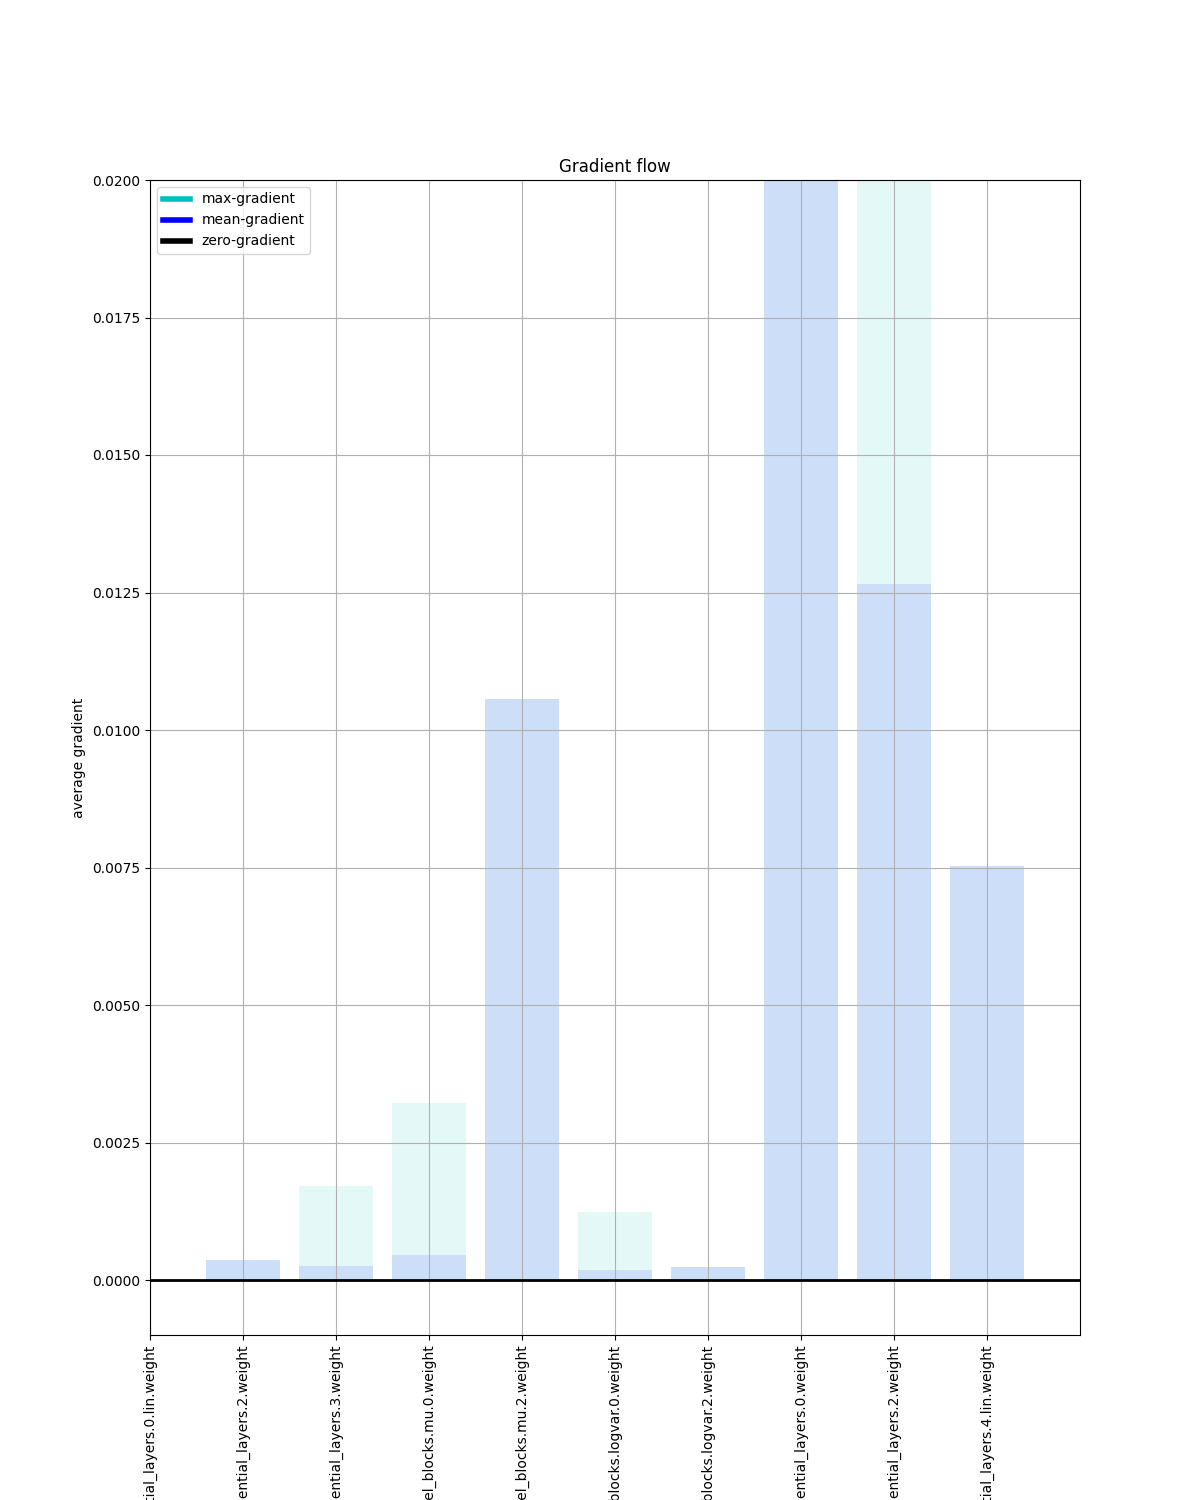 Gradient flow
max-gradient
mean-gradient
zero-gradient
0.0200
0.0175
0.0150
0.0125
0.0100
0.0075
0.0050
0.0025
0.0000
average gradient
tial_layers.0.lin.weight
ential_layers.2.weight
ential_layers.3.weight
el_blocks.mu.0.weight
el_blocks.mu.2.weight
blocks.logvar.0.weight
blocks.logvar.2.weight
ential_layers.0.weight
ential_layers.2.weight
tial_layers.4.lin.weight